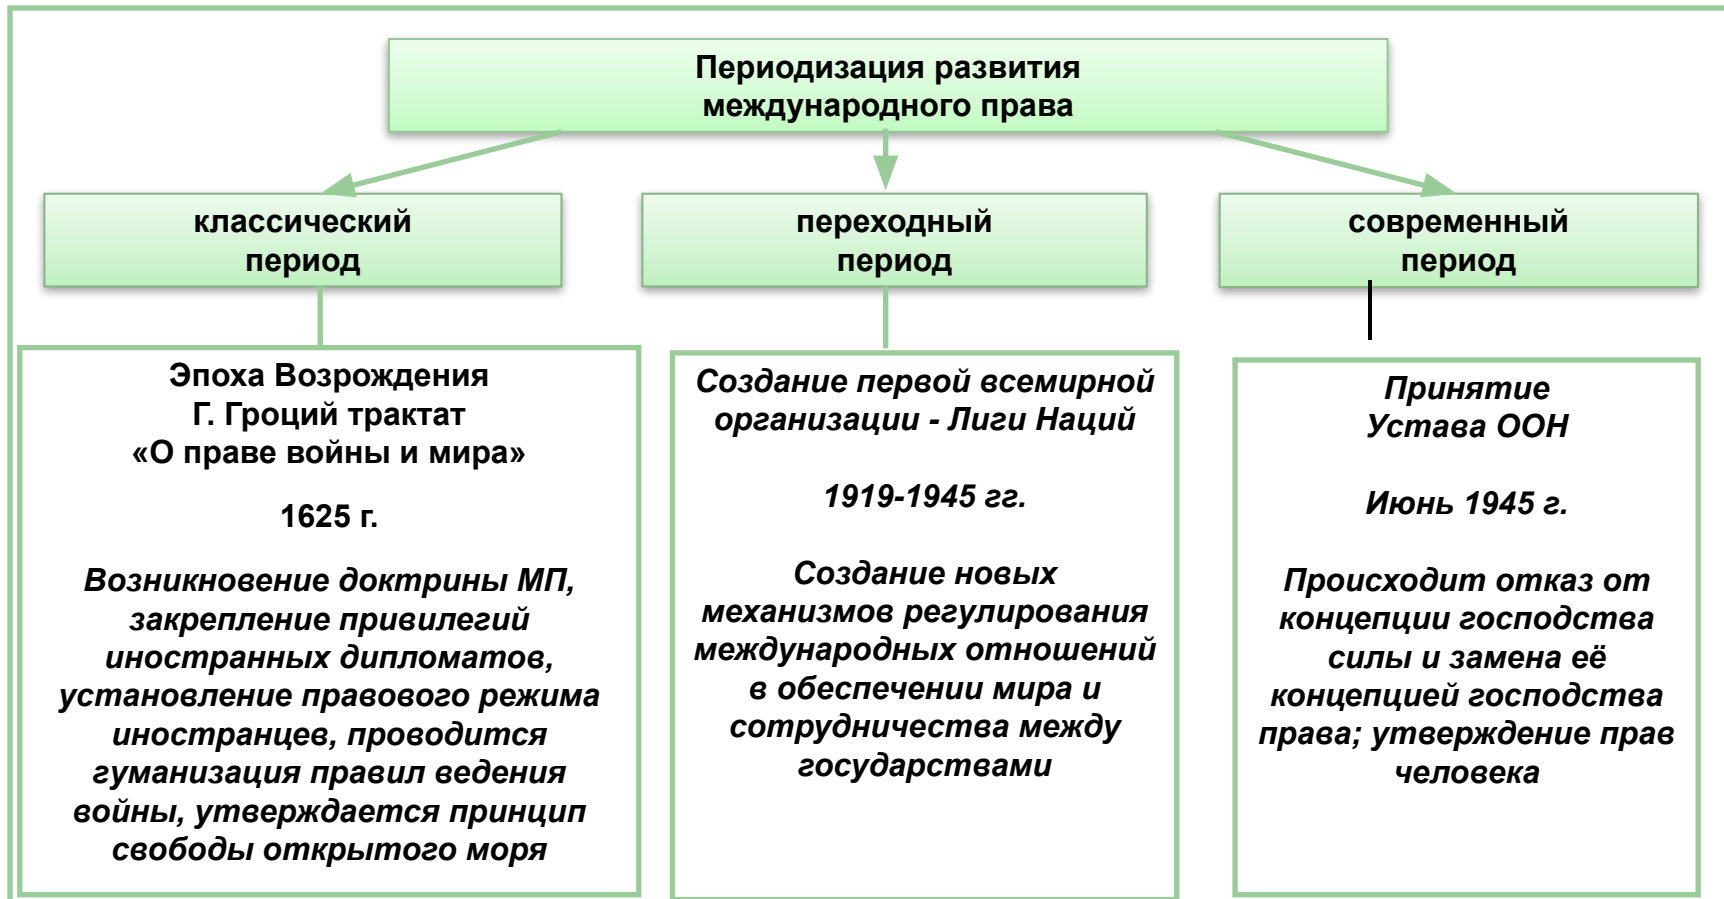 Периодизация развития
международного права
классический
период
переходный
период
современный
период
Эпоха Возрождения
Г. Гроций трактат
«О праве войны и мира»
1625 г.
Возникновение доктрины МП,
закрепление привилегий
иностранных дипломатов,
установление правового режима
иностранцев, проводится
гуманизация правил ведения
войны, утверждается принцип
свободы открытого моря
Создание первой всемирной
организации - Лиги Наций
1919-1945 гг.
Создание новых
механизмов регулирования
международных отношений
в обеспечении мира и
сотрудничества между
государствами
Принятие
Устава ООН
Июнь 1945 г.
Происходит отказ от
концепции господства
силы и замена её
концепцией господства
права; утверждение прав
человека